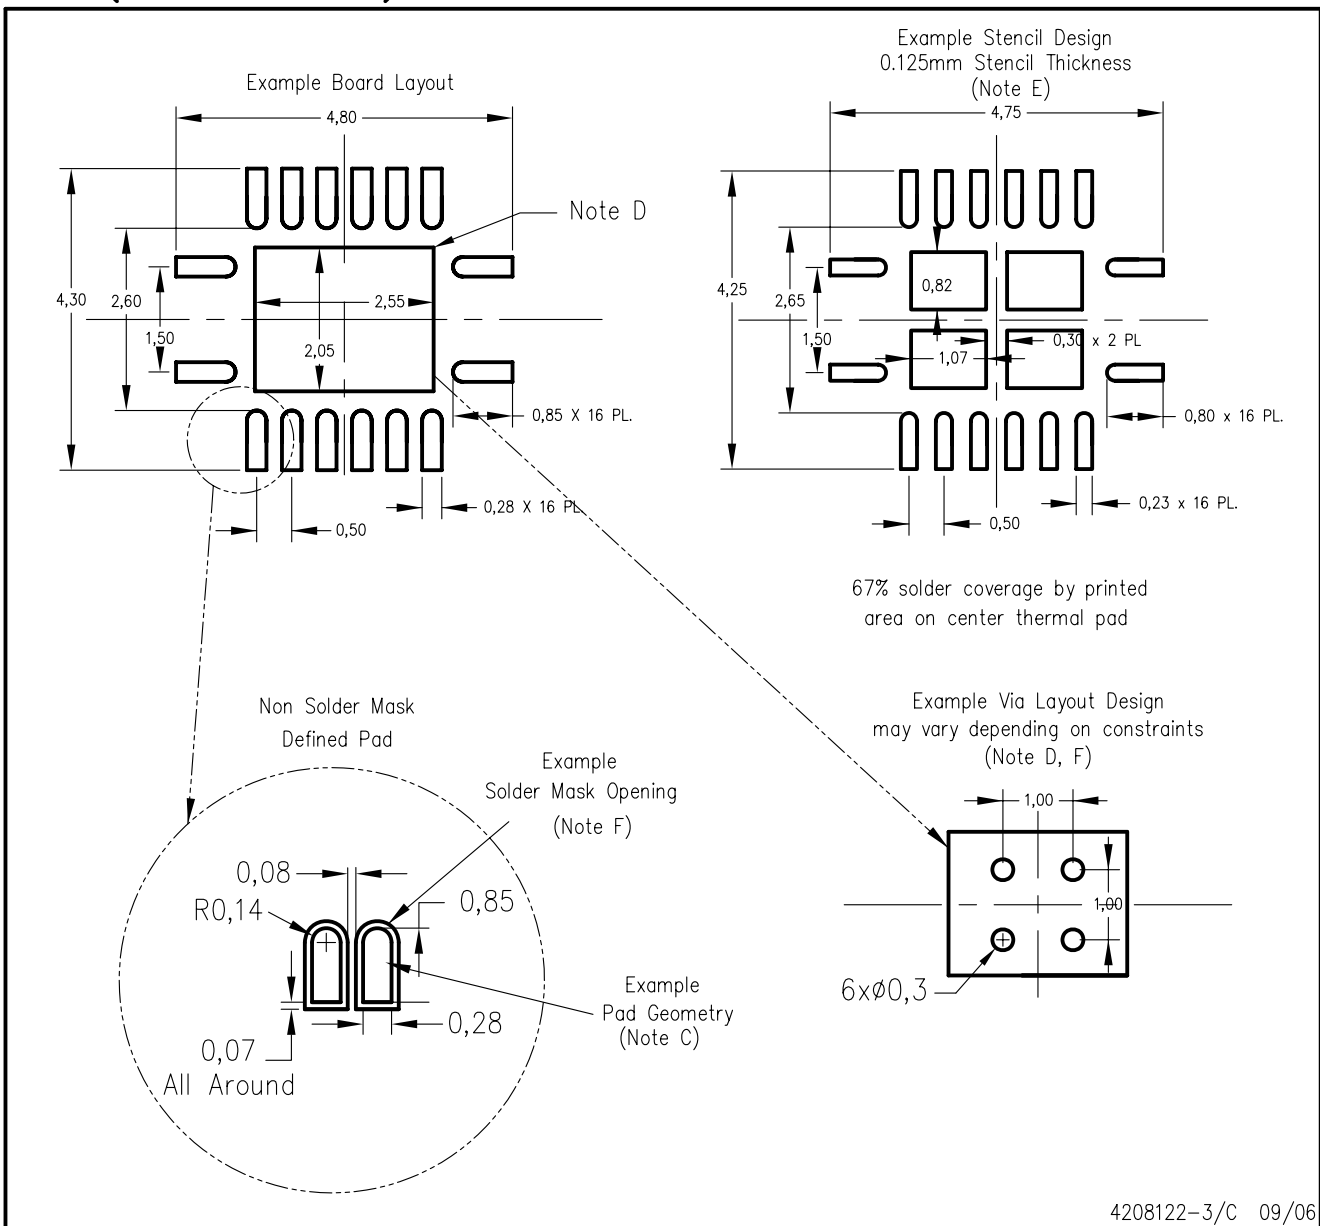 Example Board Layout
4,80
Note D
4,30
2,60
1,50
2,55
2,05
0,85 X 16 PL.
0,28 X 16 PL
0,50
Example Stencil Design
0.125mm Stencil Thickness
(Note E)
4,75
4,25
2,65
1,50
0,82
0,30 x 2 PL
1,07
0,80 x 16 PL.
0,23 x 16 PL.
0,50
67% solder coverage by printed
area on center thermal pad
Non Solder Mask
Defined Pad
Example
Solder Mask Opening
(Note F)
0,08
R0,14
0,85
Example
Pad Geometry
(Note C)
0,28
0,07
All Around
Example Via Layout Design
may vary depending on constraints
(Note D, F)
1,00
1,00
6xø0,3
4208122-3/C 09/06